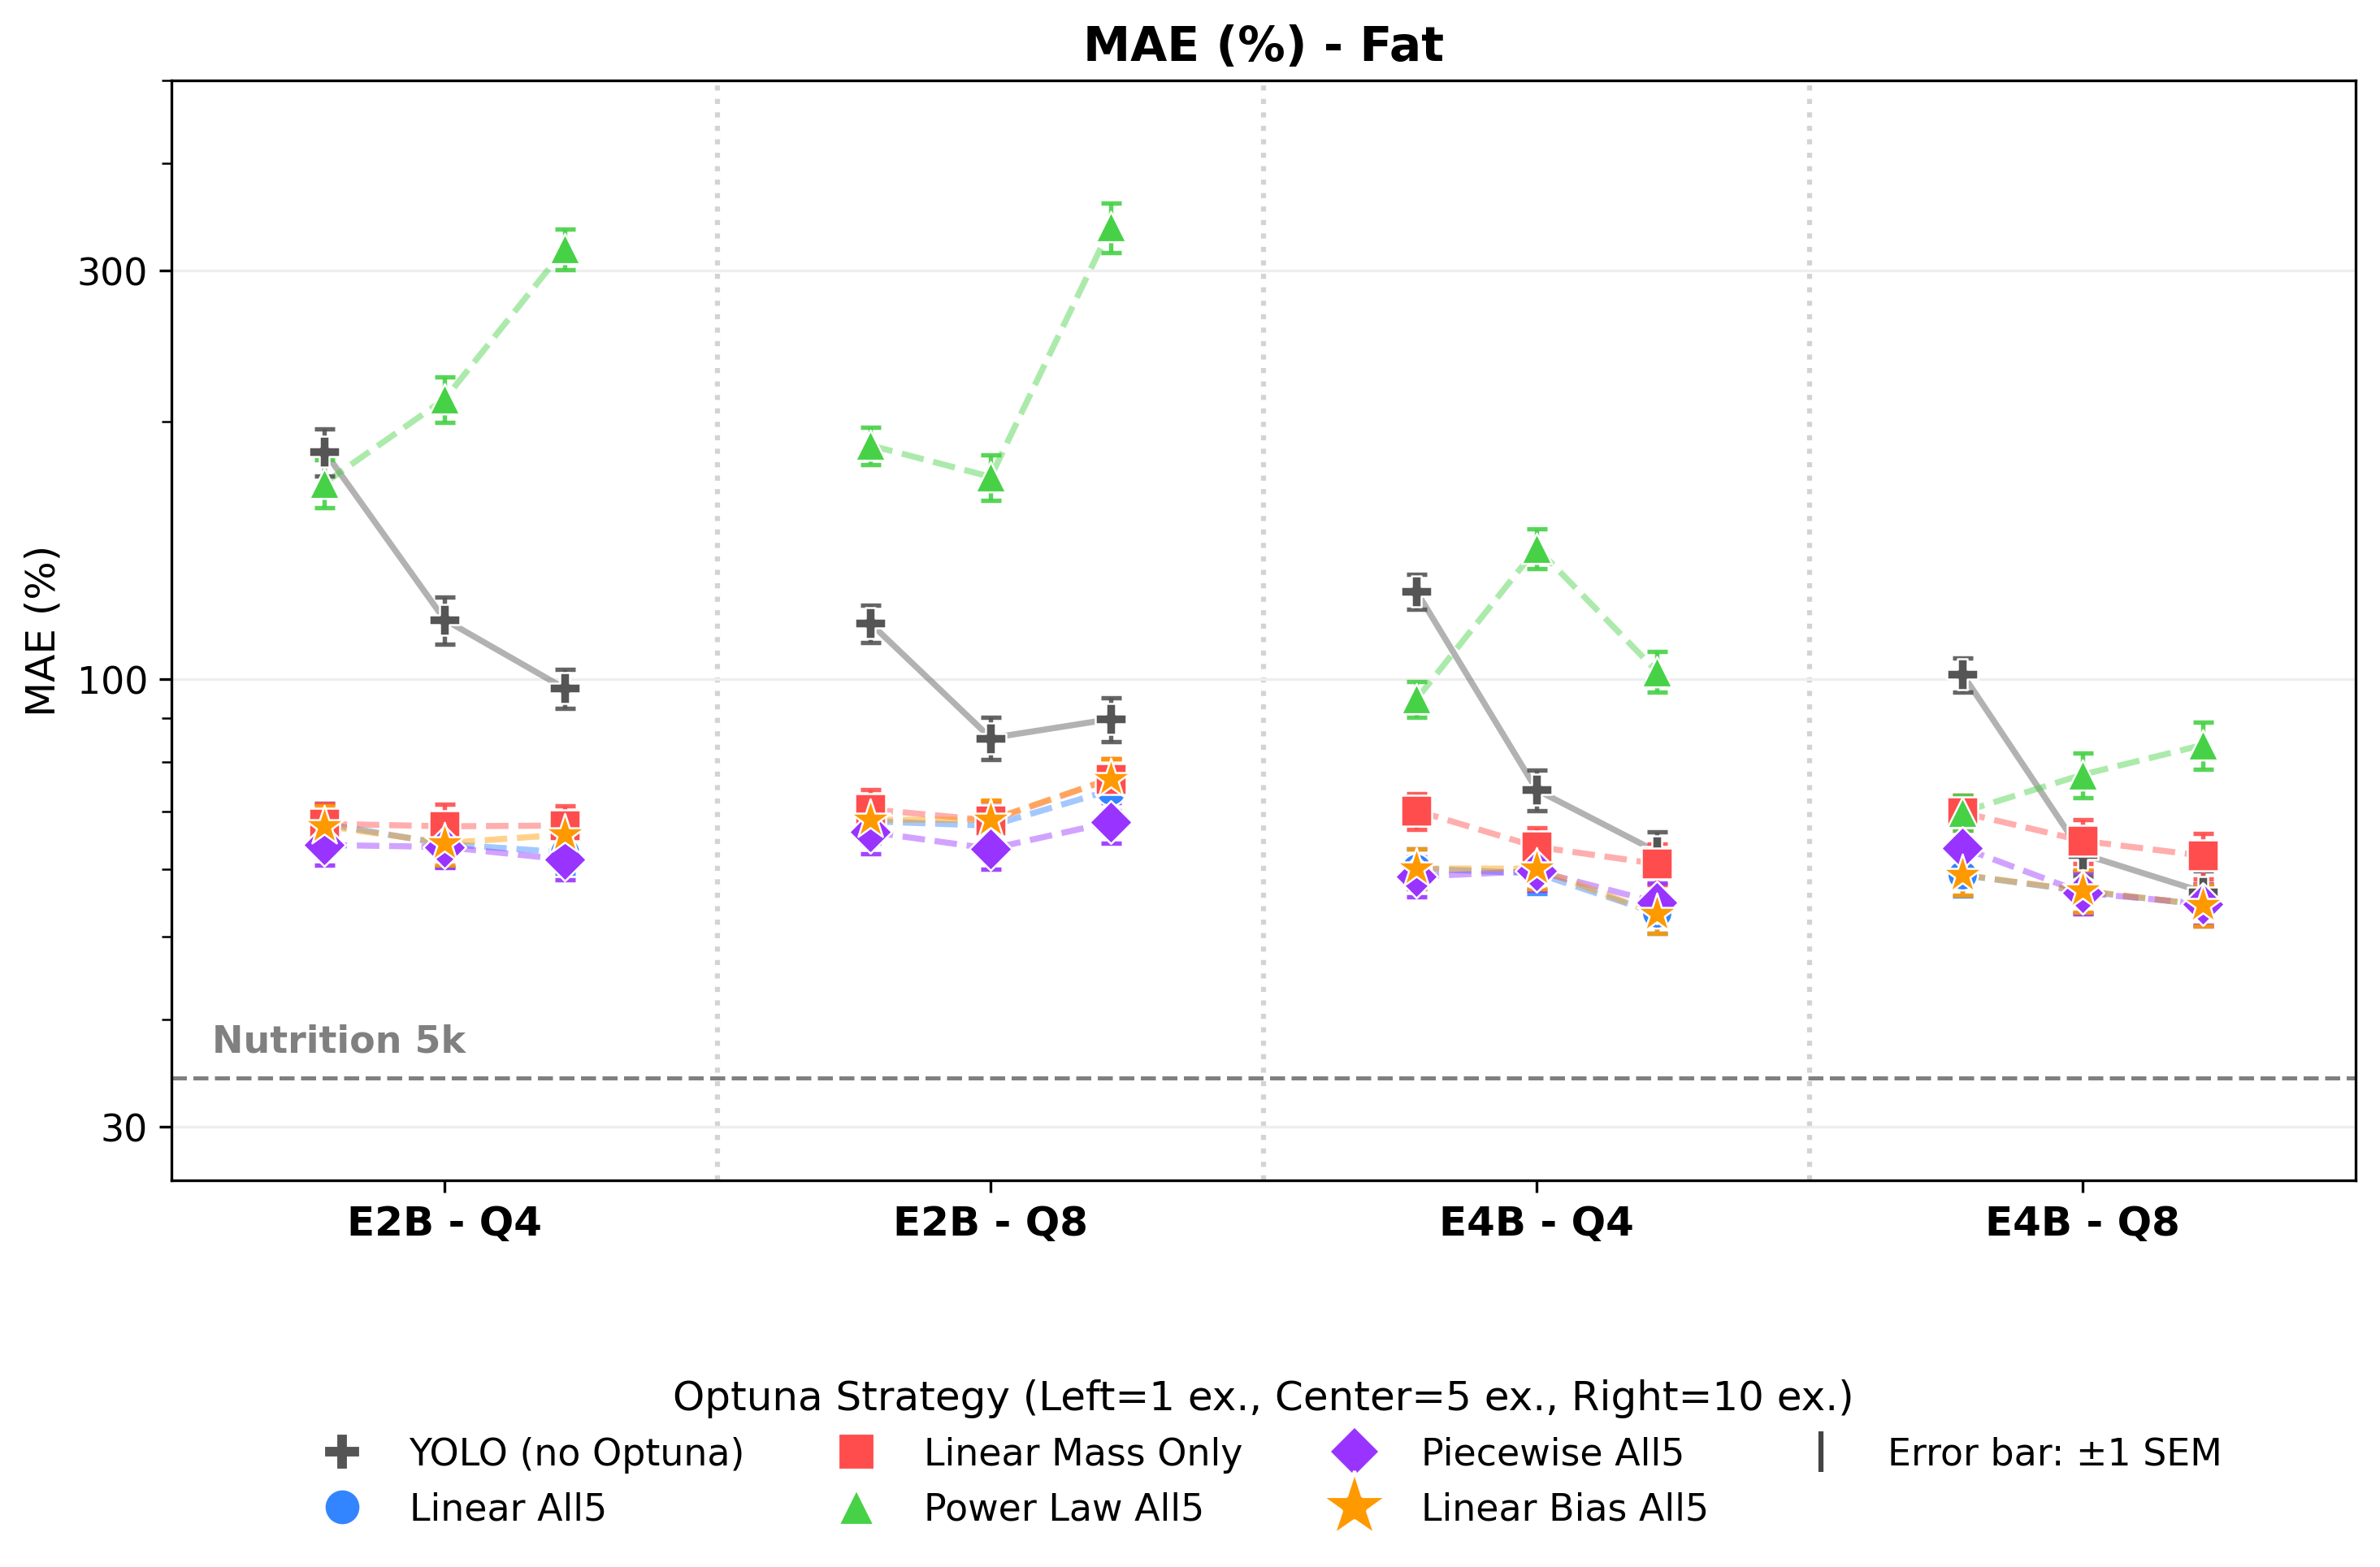 MAE (%) - Fat
MAE (%)
300
100
30
Nutrition 5k
E2B - Q4
E2B - Q8
E4B - Q4
E4B - Q8
Optuna Strategy (Left=1 ex., Center=5 ex., Right=10 ex.)
YOLO (no Optuna)
Linear All5
Linear Mass Only
Power Law All5
Piecewise All5
Linear Bias All5
Error bar: ±1 SEM